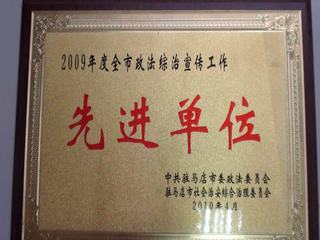 2009年度全市政法综治宣传工作
先进单位
中共驻马店市委政法委员会
驻马店市社会治安综合治理委员会
2010年4月